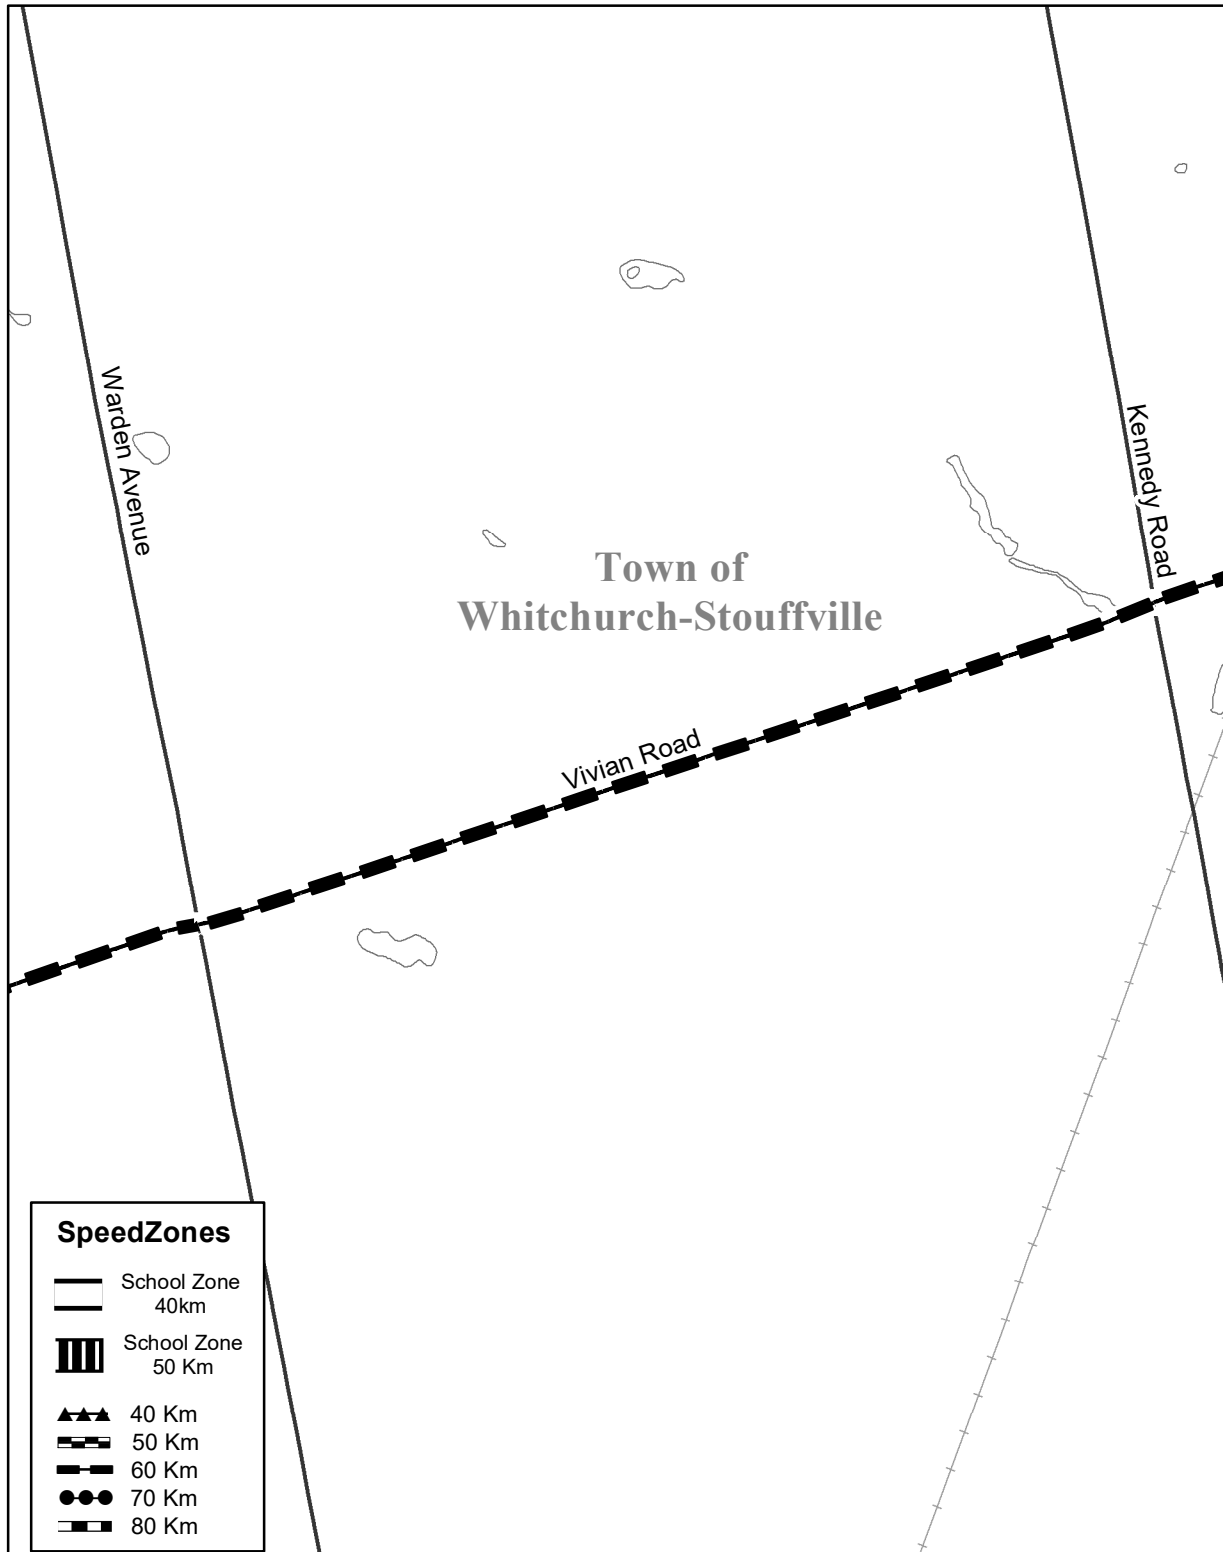 Warden Avenue
Kennedy Road
Town of
Whitchurch-Stouffville
Vivian Road
SpeedZones
School Zone
40km
School Zone
50 Km
40 Km
50 Km
60 Km
70 Km
80 Km